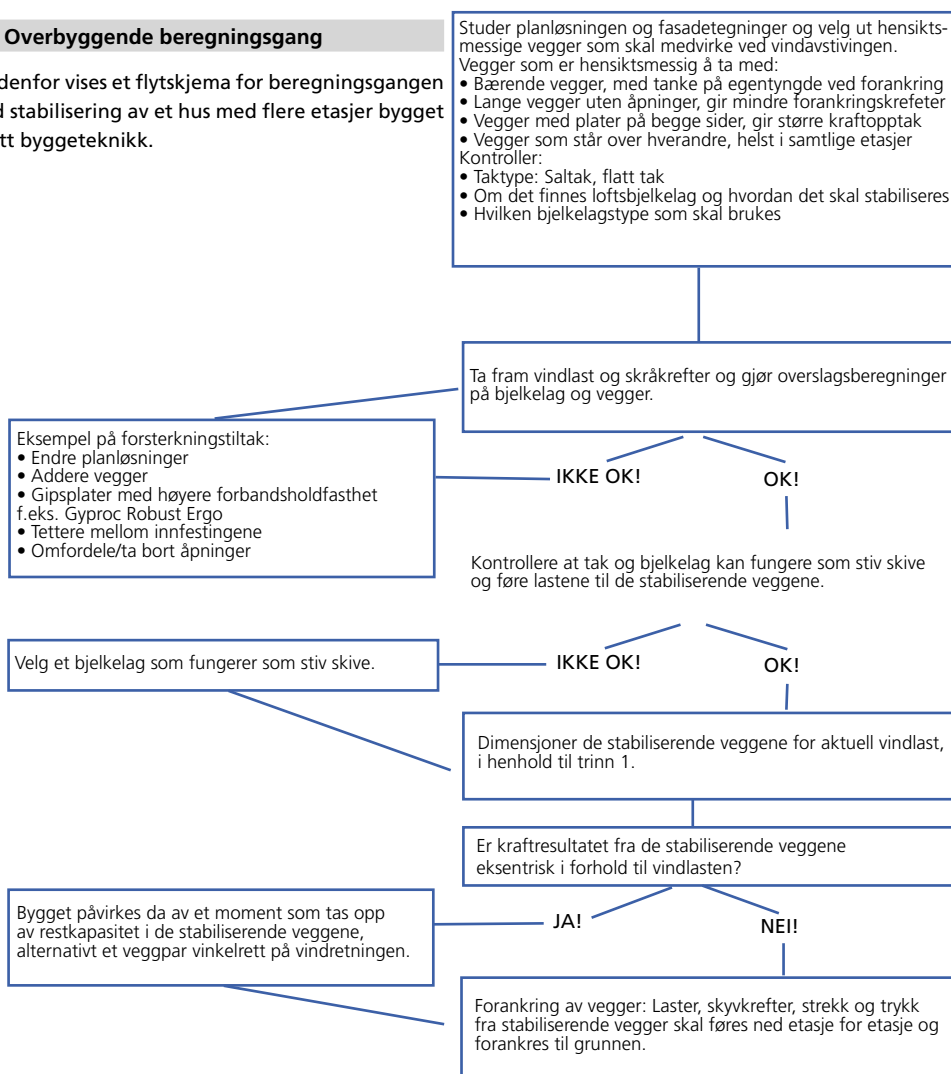 Overbyggende beregningsgang
denfor vises et flytskjema for beregningsgangen
d stabilisering av et hus med flere etasjer bygget
tt byggeteknikk.
Studer planløsningen og fasadetegninger og velg ut hensikts-
messige vegger som skal medvirke ved vindavstivingen.
Vegger som er hensiktsmessig å ta med:
• Bærende vegger, med tanke på egentyngde ved forankring
• Lange vegger uten åpninger, gir mindre forankringskrefeter
• Vegger med plater på begge sider, gir større kraftopptak
• Vegger som står over hverandre, helst i samtlige etasjer
Kontroller:
• Taktype: Saltak, flatt tak
• Om det finnes loftsbjelkelag og hvordan det skal stabiliseres
• Hvilken bjelkelagstype som skal brukes
Ta fram vindlast og skråkrefter og gjør overslagsberegninger
på bjelkelag og vegger.
Eksempel på forsterkningstiltak:
• Endre planløsninger
• Addere vegger
• Gipsplater med høyere forbandsholdfasthet
f.eks. Gyproc Robust Ergo
• Tettere mellom innfestingene
• Omfordele/ta bort åpninger
IKKE OK!
OK!
Kontrollere at tak og bjelkelag kan fungere som stiv skive
og føre lastene til de stabiliserende veggene.
Velg et bjelkelag som fungerer som stiv skive.
IKKE OK!
OK!
Dimensjoner de stabiliserende veggene for aktuell vindlast,
i henhold til trinn 1.
Er kraftresultatet fra de stabiliserende veggene
eksentrisk i forhold til vindlasten?
Bygget påvirkes da av et moment som tas opp
av restkapasitet i de stabiliserende veggene,
alternativt et veggpar vinkelrett på vindretningen.
JA!
NEI!
Forankring av vegger: Laster, skyvkrefter, strekk og trykk
fra stabiliserende vegger skal føres ned etasje for etasje og
forankres til grunnen.